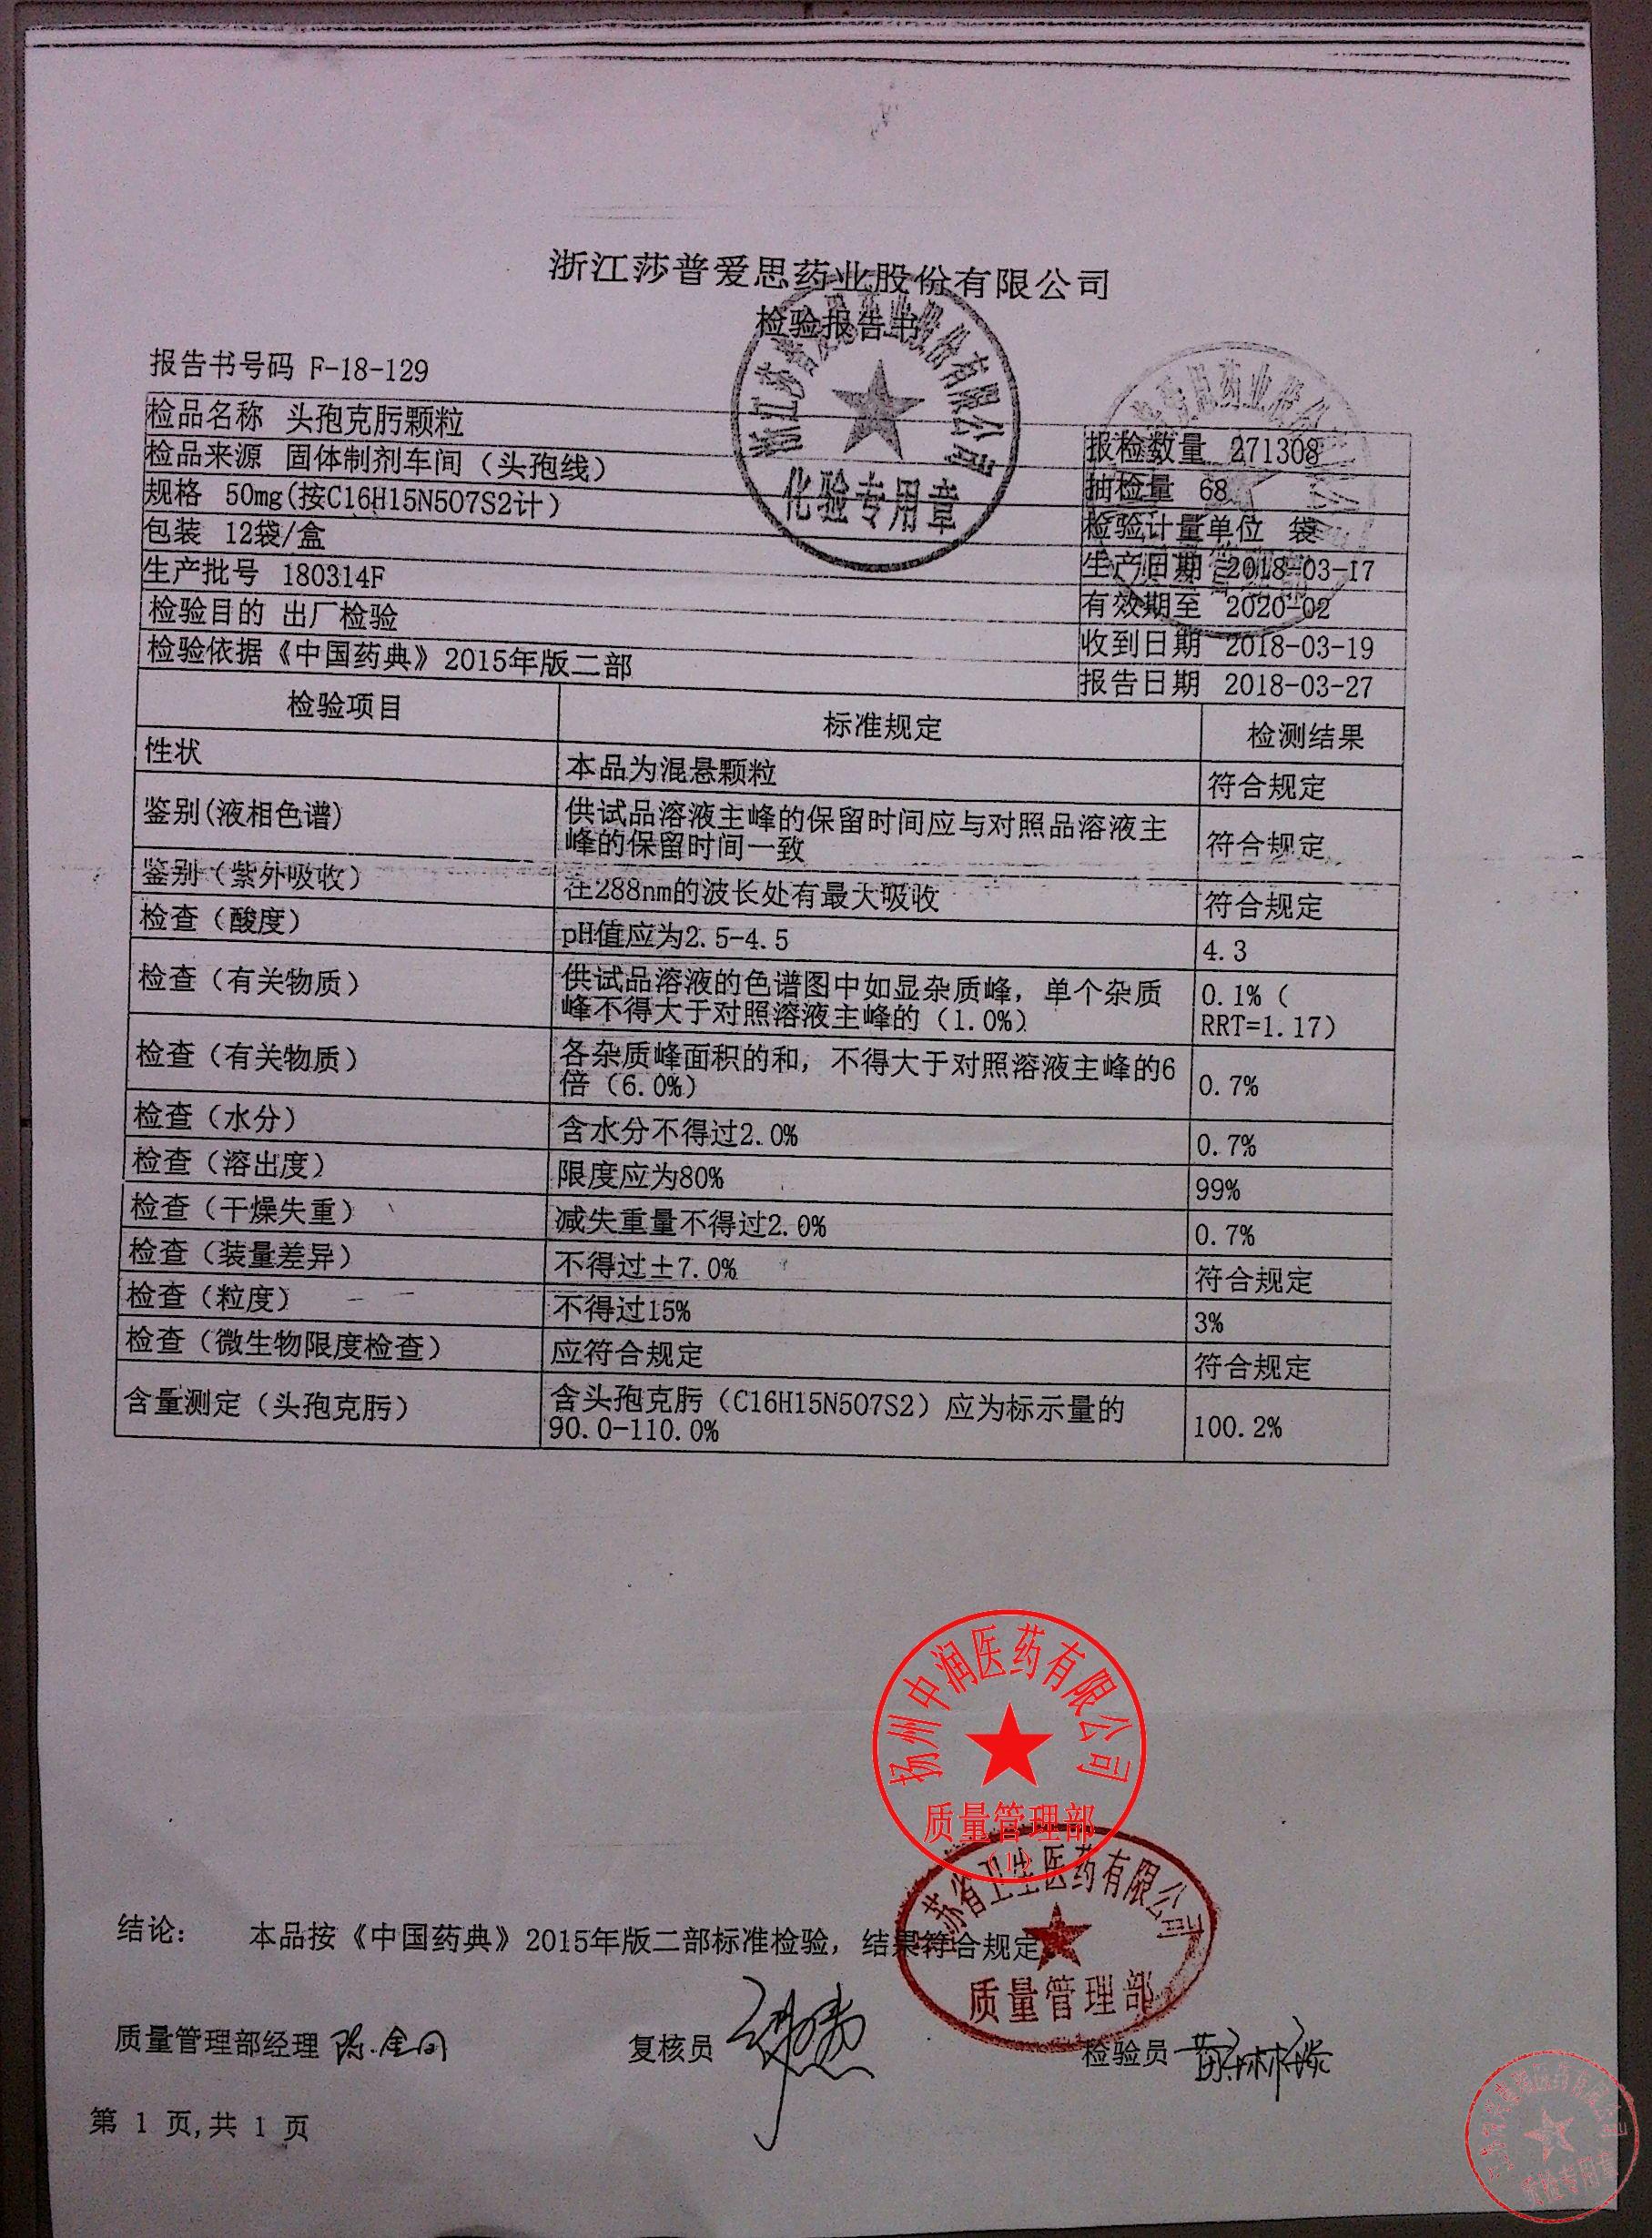 浙江莎普爱思药业股份有限公司
检验报告书
报告书号码 F-18-129
检品名称 头孢克肟颗粒
报检数量 271308
检品来源 固体制剂车间（头孢线）
抽检量 68
规格 50mg(按C16H15N5O7S2计)
检验计量单位 袋
包装 12袋/盒
生产日期 2018-03-17
生产批号 180314F
有效期至 2020-02
检验目的 出厂检验
收到日期 2018-03-19
检验依据《中国药典》2015年版二部
报告日期 2018-03-27
检验项目 标准规定 检测结果
性状 本品为混悬颗粒 符合规定
鉴别(液相色谱) 供试品溶液主峰的保留时间应与对照品溶液主
峰的保留时间一致 符合规定
鉴别（紫外吸收） 在288nm的波长处有最大吸收 符合规定
检查（酸度） pH值应为2.5-4.5 4.3
检查（有关物质） 供试品溶液的色谱图中如显杂质峰，单个杂质 0.1%（
峰不得大于对照溶液主峰的（1.0%） RRT=1.17）
检查（有关物质） 各杂质峰面积的和，不得大于对照溶液主峰的6
倍（6.0%） 0.7%
检查（水分） 含水分不得过2.0% 0.7%
检查（溶出度） 限度应为80% 99%
检查（干燥失重） 减失重量不得过2.0% 0.7%
检查（装量差异） 不得过±7.0% 符合规定
检查（粒度） 不得过15% 3%
检查（微生物限度检查） 应符合规定 符合规定
含量测定（头孢克肟） 含头孢克肟（C16H15N5O7S2）应为标示量的
90.0-110.0% 100.2%
浙江莎普爱思药业股份有限公司
化验专用章
扬州中润医药有限公司
质量管理部
(1)
江苏省卫生医药有限公司
质量管理部
结论： 本品按《中国药典》2015年版二部标准检验，结果符合规定
质量管理部经理
复核员
检验员
第 1 页,共 1 页
质检专用章